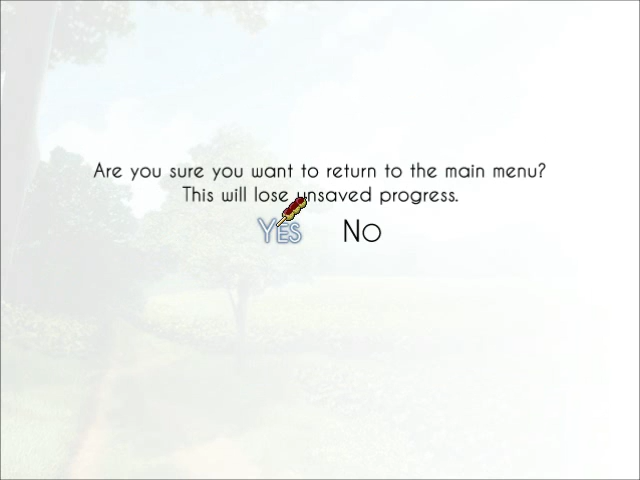 Are you sure you want to return to the main menu?
This will lose unsaved progress.
Yes No